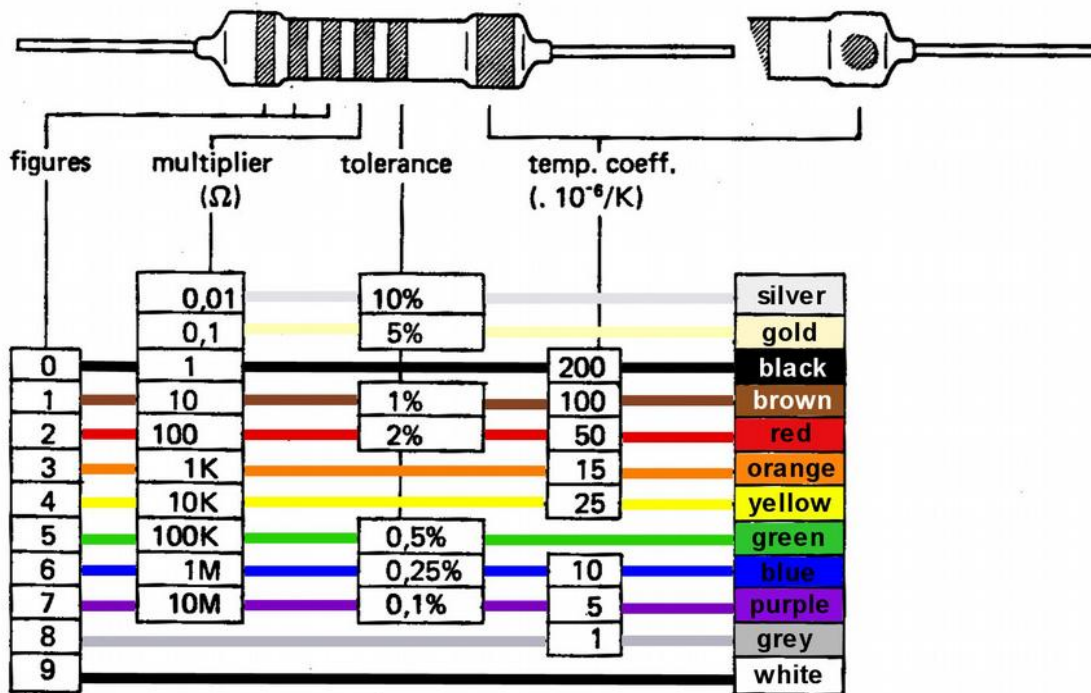 figures multiplier tolerance temp. coeff.
(Ω) (. 10⁻⁶/K)
0,01 10% silver
0,1 5% gold
0 1 200 black
1 10 1% 100 brown
2 100 2% 50 red
3 1K 15 orange
4 10K 25 yellow
5 100K 0,5% green
6 1M 0,25% 10 blue
7 10M 0,1% 5 purple
8 1 grey
9 white